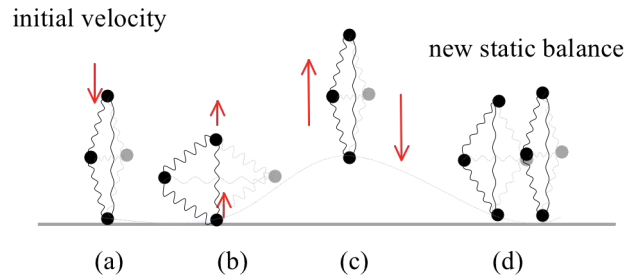 initial velocity
new static balance
(a)
(b)
(c)
(d)